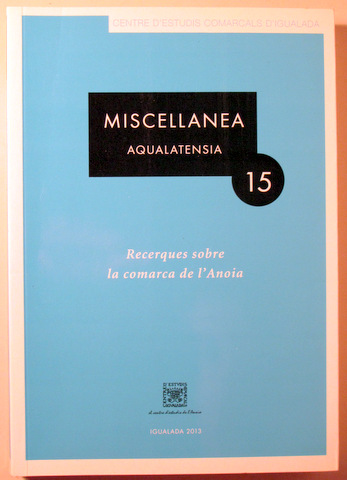 CENTRE D'ESTUDIS COMARCALS D'IGUALADA
MISCELLANEA
AQUALATENSIA
15
Recerques sobre
la comarca de l'Anoia
IGUALADA 2013